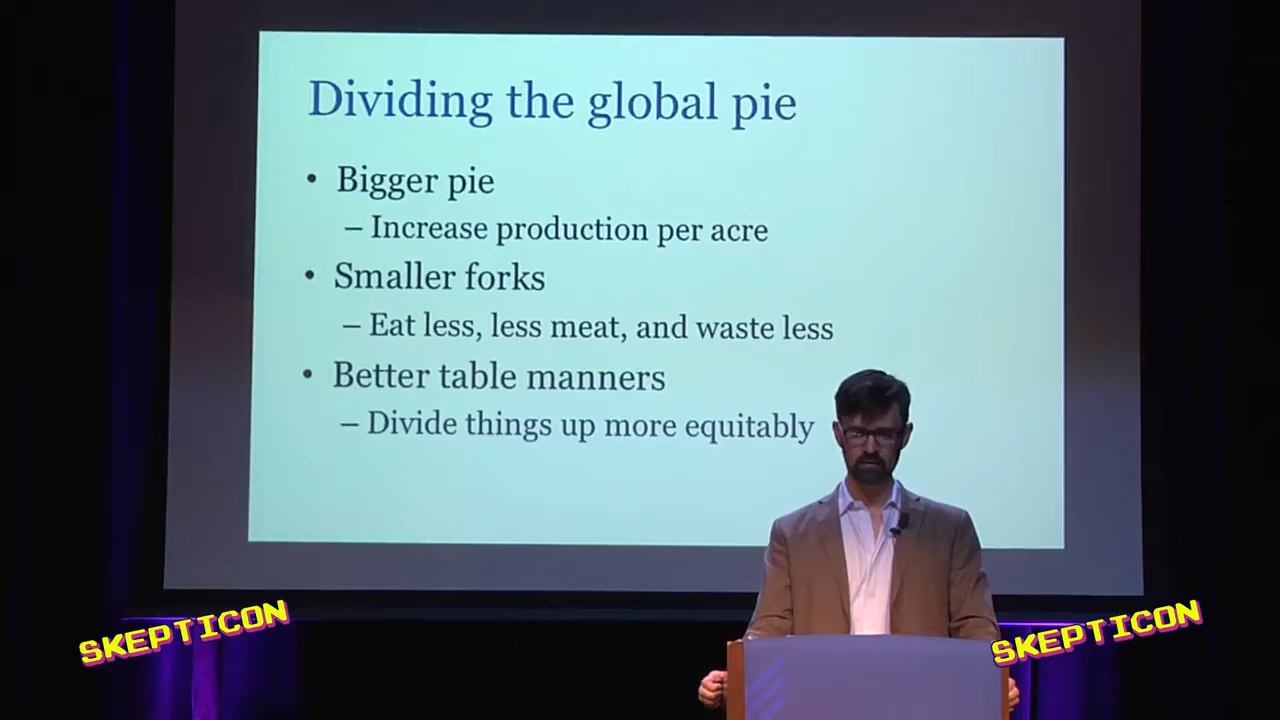 Dividing the global pie
• Bigger pie
– Increase production per acre
• Smaller forks
– Eat less, less meat, and waste less
• Better table manners
– Divide things up more equitably
SKEPTICON
SKEPTICON